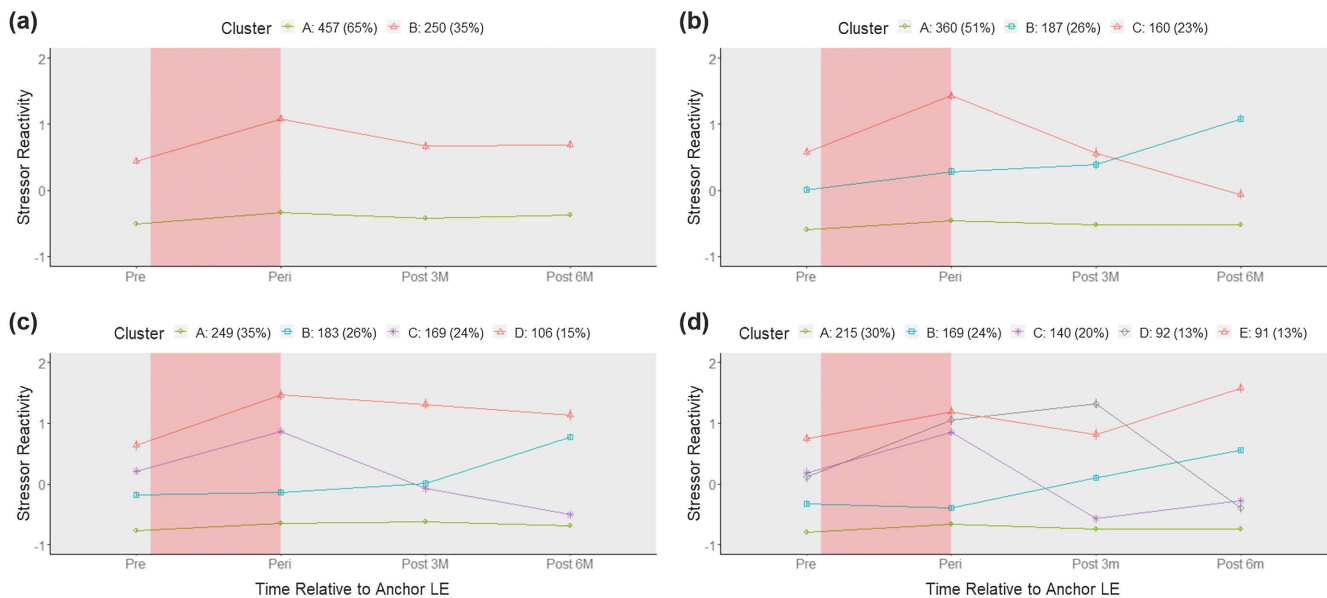 (a)
Cluster A: 457 (65%) B: 250 (35%)
Stressor Reactivity
2
1
0
-1
Pre Peri Post 3M Post 6M
(b)
Cluster A: 360 (51%) B: 187 (26%) C: 160 (23%)
Stressor Reactivity
2
1
0
-1
Pre Peri Post 3M Post 6M
(c)
Cluster A: 249 (35%) B: 183 (26%) C: 169 (24%) D: 106 (15%)
Stressor Reactivity
2
1
0
-1
Pre Peri Post 3M Post 6M
Time Relative to Anchor LE
(d)
Cluster A: 215 (30%) B: 169 (24%) C: 140 (20%) D: 92 (13%) E: 91 (13%)
Stressor Reactivity
2
1
0
-1
Pre Peri Post 3m Post 6m
Time Relative to Anchor LE